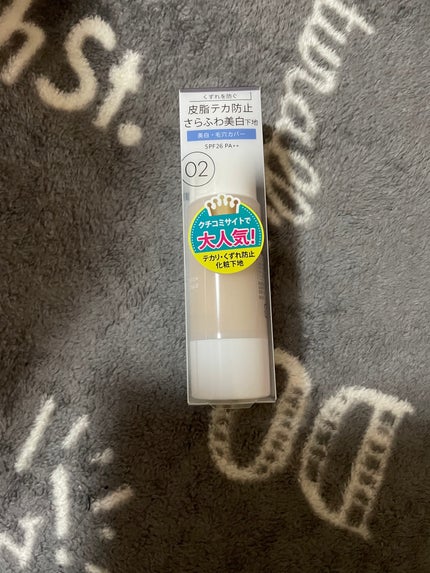 くずれを防ぐ
皮脂テカ防止
さらふわ美白下地
美白・毛穴カバー
SPF26 PA++
02
クチコミサイトで
大人気!
テカリ・くずれ防止
化粧下地